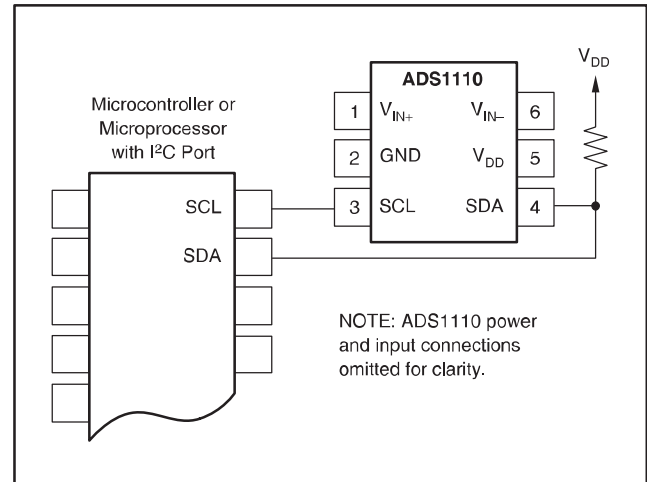 V_DD
ADS1110
Microcontroller or
Microprocessor
with I²C Port
1 V_IN+ V_IN– 6
2 GND V_DD 5
3 SCL SDA 4
SCL
SDA
NOTE: ADS1110 power
and input connections
omitted for clarity.